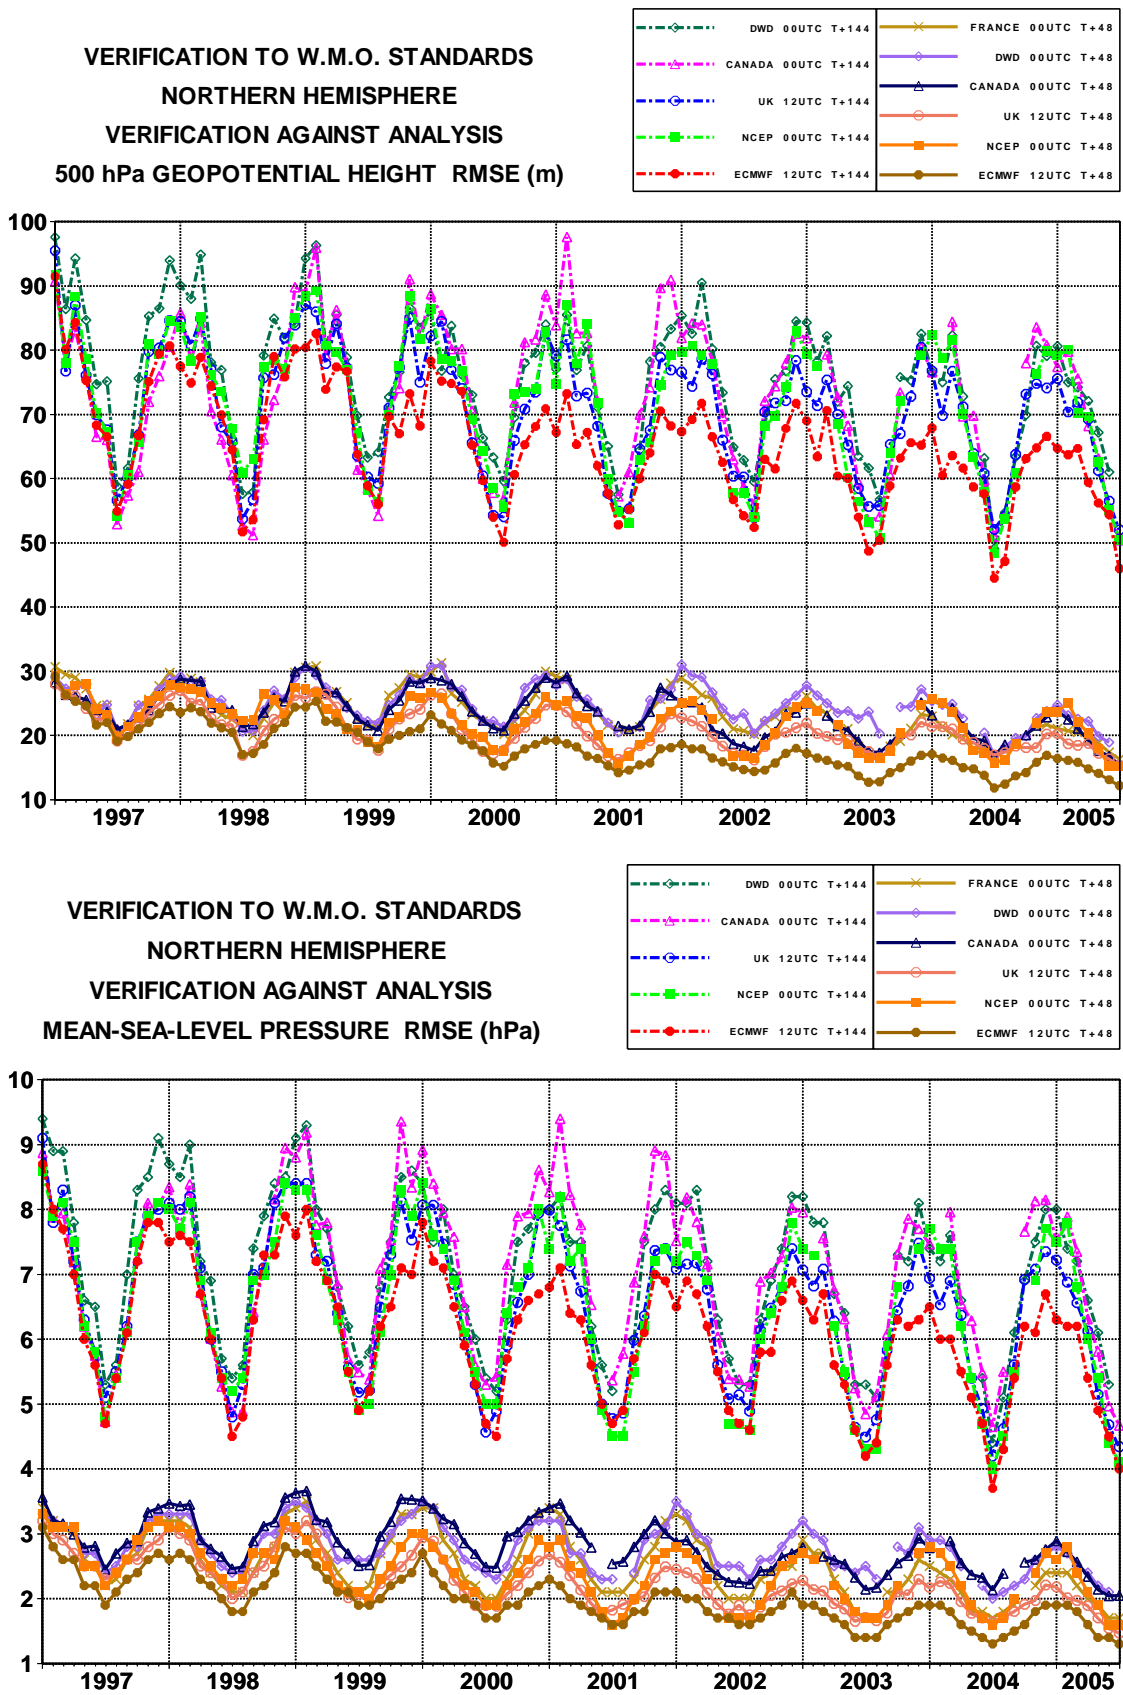 VERIFICATION TO W.M.O. STANDARDS
NORTHERN HEMISPHERE
VERIFICATION AGAINST ANALYSIS
500 hPa GEOPOTENTIAL HEIGHT RMSE (m)
DWD 00UTC T+144
CANADA 00UTC T+144
UK 12UTC T+144
NCEP 00UTC T+144
ECMWF 12UTC T+144
FRANCE 00UTC T+48
DWD 00UTC T+48
CANADA 00UTC T+48
UK 12UTC T+48
NCEP 00UTC T+48
ECMWF 12UTC T+48
100
90
80
70
60
50
40
30
20
10
1997 1998 1999 2000 2001 2002 2003 2004 2005
VERIFICATION TO W.M.O. STANDARDS
NORTHERN HEMISPHERE
VERIFICATION AGAINST ANALYSIS
MEAN-SEA-LEVEL PRESSURE RMSE (hPa)
DWD 00UTC T+144
CANADA 00UTC T+144
UK 12UTC T+144
NCEP 00UTC T+144
ECMWF 12UTC T+144
FRANCE 00UTC T+48
DWD 00UTC T+48
CANADA 00UTC T+48
UK 12UTC T+48
NCEP 00UTC T+48
ECMWF 12UTC T+48
10
9
8
7
6
5
4
3
2
1
1997 1998 1999 2000 2001 2002 2003 2004 2005